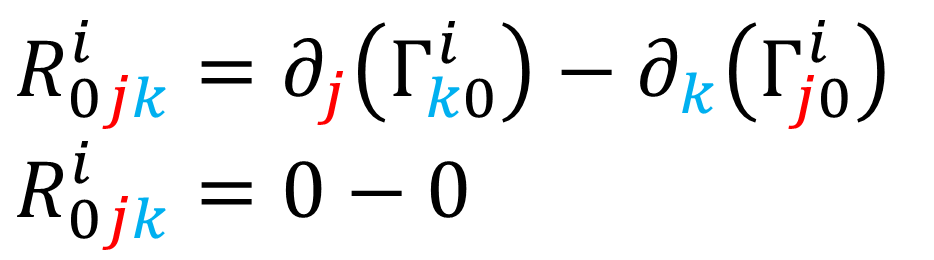 R^i_{0jk} = ∂_j(Γ^i_{k0}) − ∂_k(Γ^i_{j0})
R^i_{0jk} = 0 − 0